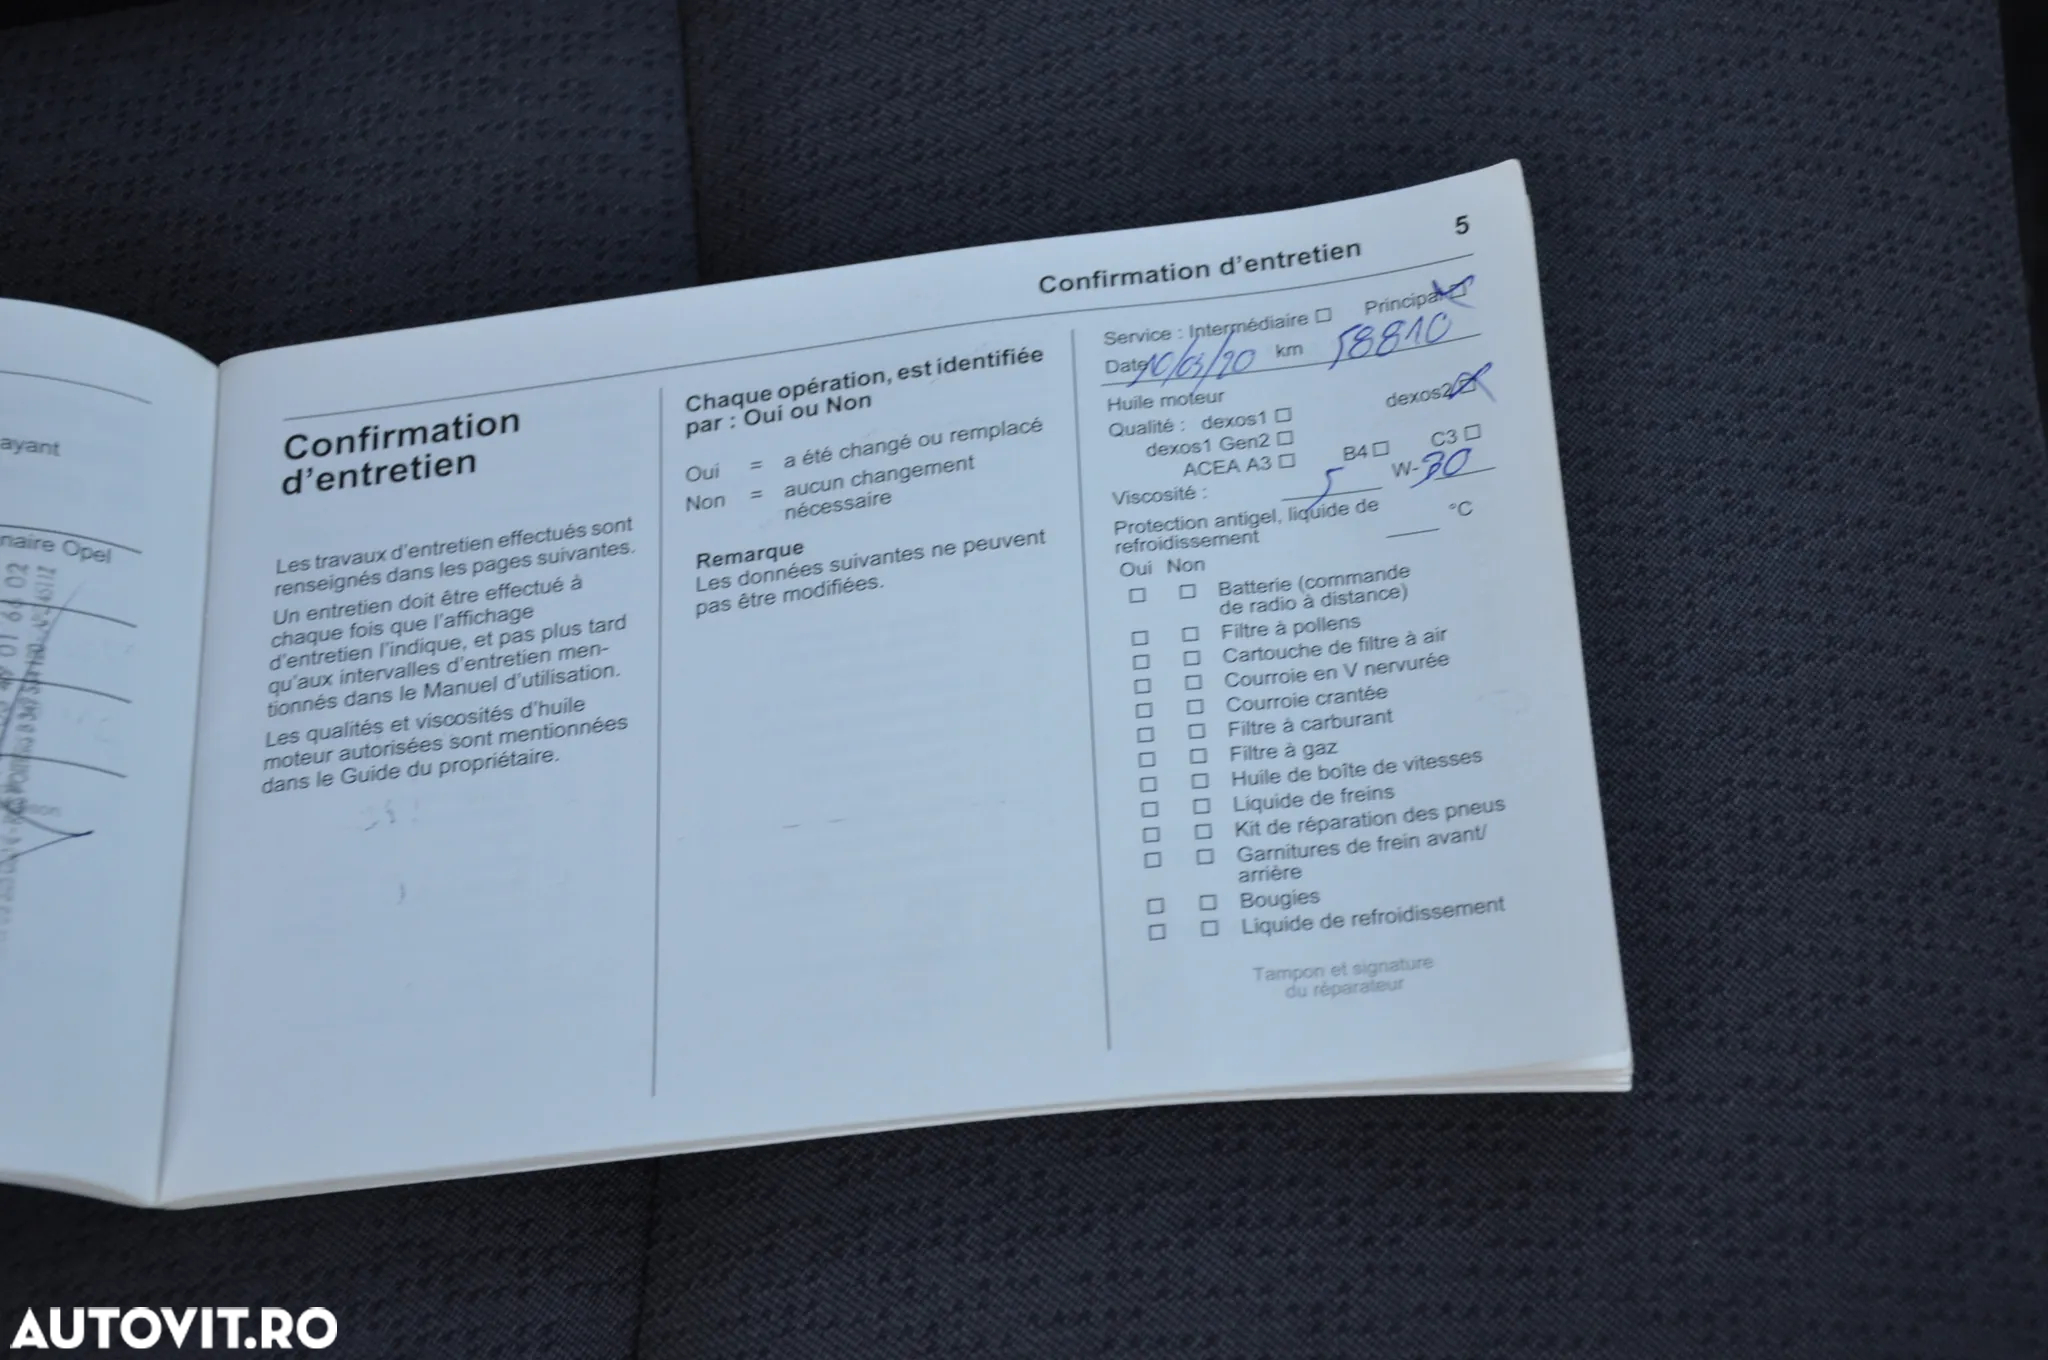 ayant
naire Opel
5
Confirmation d'entretien
Confirmation
d'entretien
Les travaux d'entretien effectués sont
renseignés dans les pages suivantes.
Un entretien doit être effectué à
chaque fois que l'affichage
d'entretien l'indique, et pas plus tard
qu'aux intervalles d'entretien men-
tionnés dans le Manuel d'utilisation.
Les qualités et viscosités d'huile
moteur autorisées sont mentionnées
dans le Guide du propriétaire.
Chaque opération, est identifiée
par : Oui ou Non
Oui = a été changé ou remplacé
Non = aucun changement
nécessaire
Remarque
Les données suivantes ne peuvent
pas être modifiées.
Service : Intermédiaire Principal
Date 10/03/20 km 58810
Huile moteur
Qualité : dexos1 dexos2
dexos1 Gen2
ACEA A3 B4 C3
Viscosité : 5 W-30
Protection antigel, liquide de
refroidissement °C
Oui Non
Batterie (commande
de radio à distance)
Filtre à pollens
Cartouche de filtre à air
Courroie en V nervurée
Courroie crantée
Filtre à carburant
Filtre à gaz
Huile de boîte de vitesses
Liquide de freins
Kit de réparation des pneus
Garnitures de frein avant/
arrière
Bougies
Liquide de refroidissement
Tampon et signature
du réparateur
AUTOVIT.RO